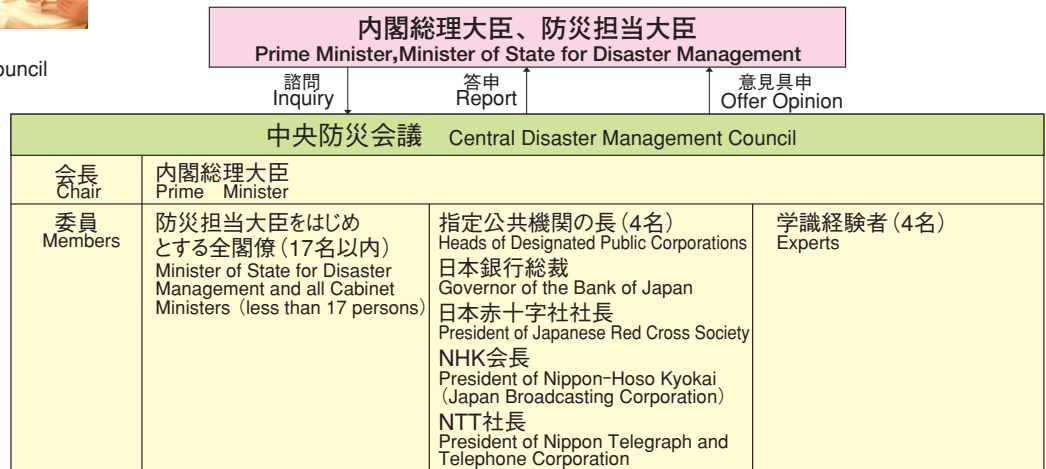 ouncil
内閣総理大臣、防災担当大臣
Prime Minister,Minister of State for Disaster Management
諮問
Inquiry
答申
Report
意見具申
Offer Opinion
中央防災会議 Central Disaster Management Council
会長
Chair
内閣総理大臣
Prime Minister
委員
Members
防災担当大臣をはじめ
とする全閣僚(17名以内)
Minister of State for Disaster
Management and all Cabinet
Ministers (less than 17 persons)
指定公共機関の長(4名)
Heads of Designated Public Corporations
日本銀行総裁
Governor of the Bank of Japan
日本赤十字社社長
President of Japanese Red Cross Society
NHK会長
President of Nippon-Hoso Kyokai
(Japan Broadcasting Corporation)
NTT社長
President of Nippon Telegraph and
Telephone Corporation
学識経験者(4名)
Experts